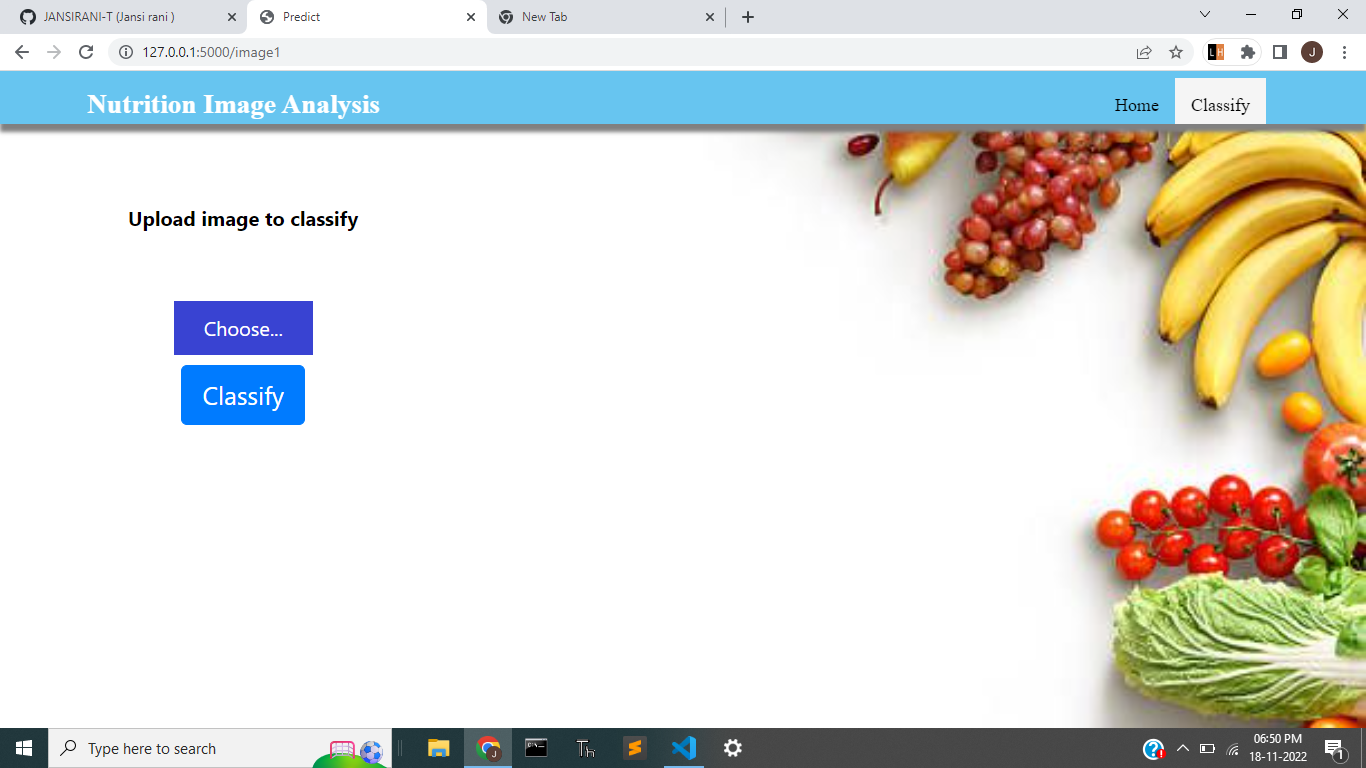 JANSIRANI-T (Jansi rani )
Predict
New Tab
127.0.0.1:5000/image1
L H
J
Nutrition Image Analysis
Home
Classify
Upload image to classify
Choose...
Classify
Type here to search
J
06:50 PM
18-11-2022
1